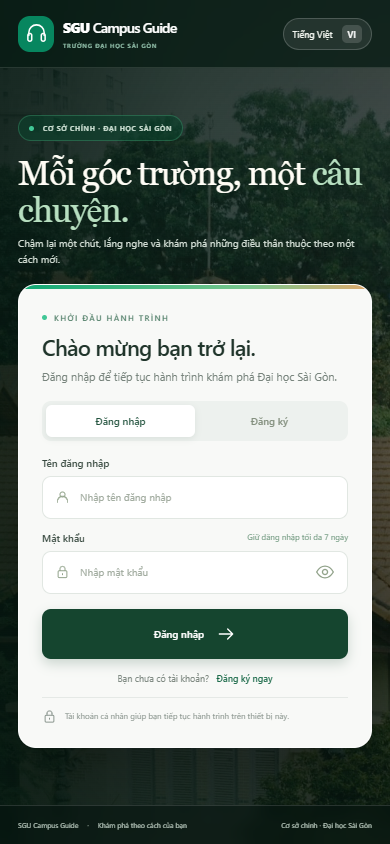 SGU Campus Guide
TRƯỜNG ĐẠI HỌC SÀI GÒN
Tiếng Việt VI
CƠ SỞ CHÍNH · ĐẠI HỌC SÀI GÒN
Mỗi góc trường, một câu
chuyện.
Chậm lại một chút, lắng nghe và khám phá những điều thân thuộc theo một
cách mới.
KHỞI ĐẦU HÀNH TRÌNH
Chào mừng bạn trở lại.
Đăng nhập để tiếp tục hành trình khám phá Đại học Sài Gòn.
Đăng nhập Đăng ký
Tên đăng nhập
Nhập tên đăng nhập
Mật khẩu Giữ đăng nhập tối đa 7 ngày
Nhập mật khẩu
Đăng nhập →
Bạn chưa có tài khoản? Đăng ký ngay
Tài khoản cá nhân giúp bạn tiếp tục hành trình trên thiết bị này.
SGU Campus Guide · Khám phá theo cách của bạn Cơ sở chính · Đại học Sài Gòn